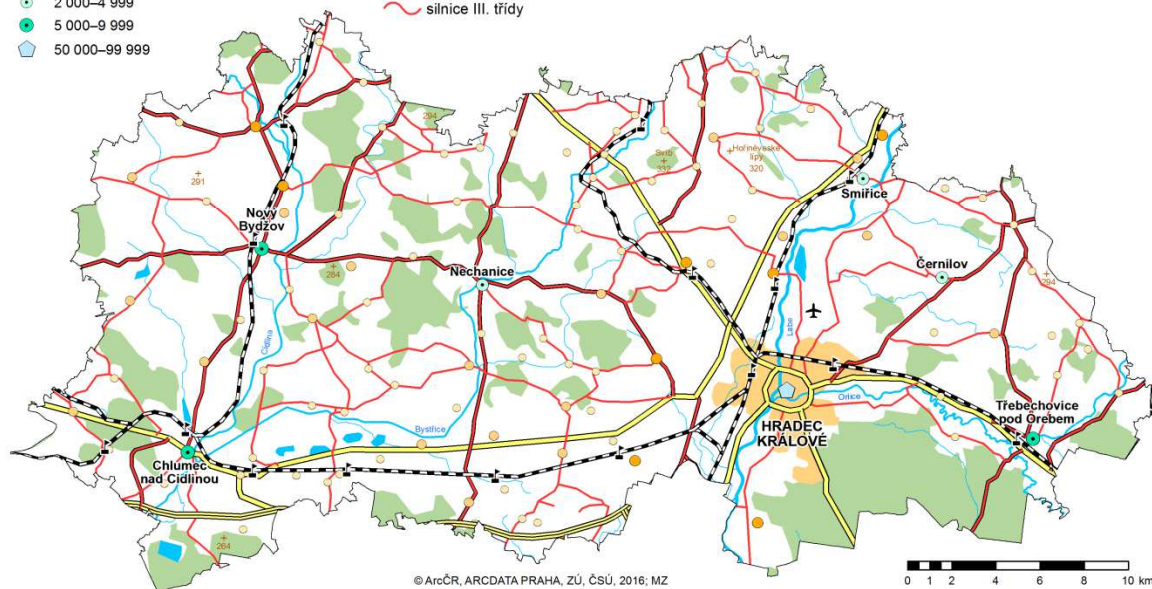 2 000–4 999
5 000–9 999
50 000–99 999
silnice III. třídy
294
Svíb
332
Hořiněveské
lípy
320
291
Smiřice
Nový
Bydžov
Nechanice
Černilov
284
294
Cidlina
Labe
Orlice
Bystřice
HRADEC
KRÁLOVÉ
Třebechovice
pod Orebem
Chlumec
nad Cidlinou
264
© ArcČR, ARCDATA PRAHA, ZÚ, ČSÚ, 2016; MZ
0 1 2 4 6 8 10 km